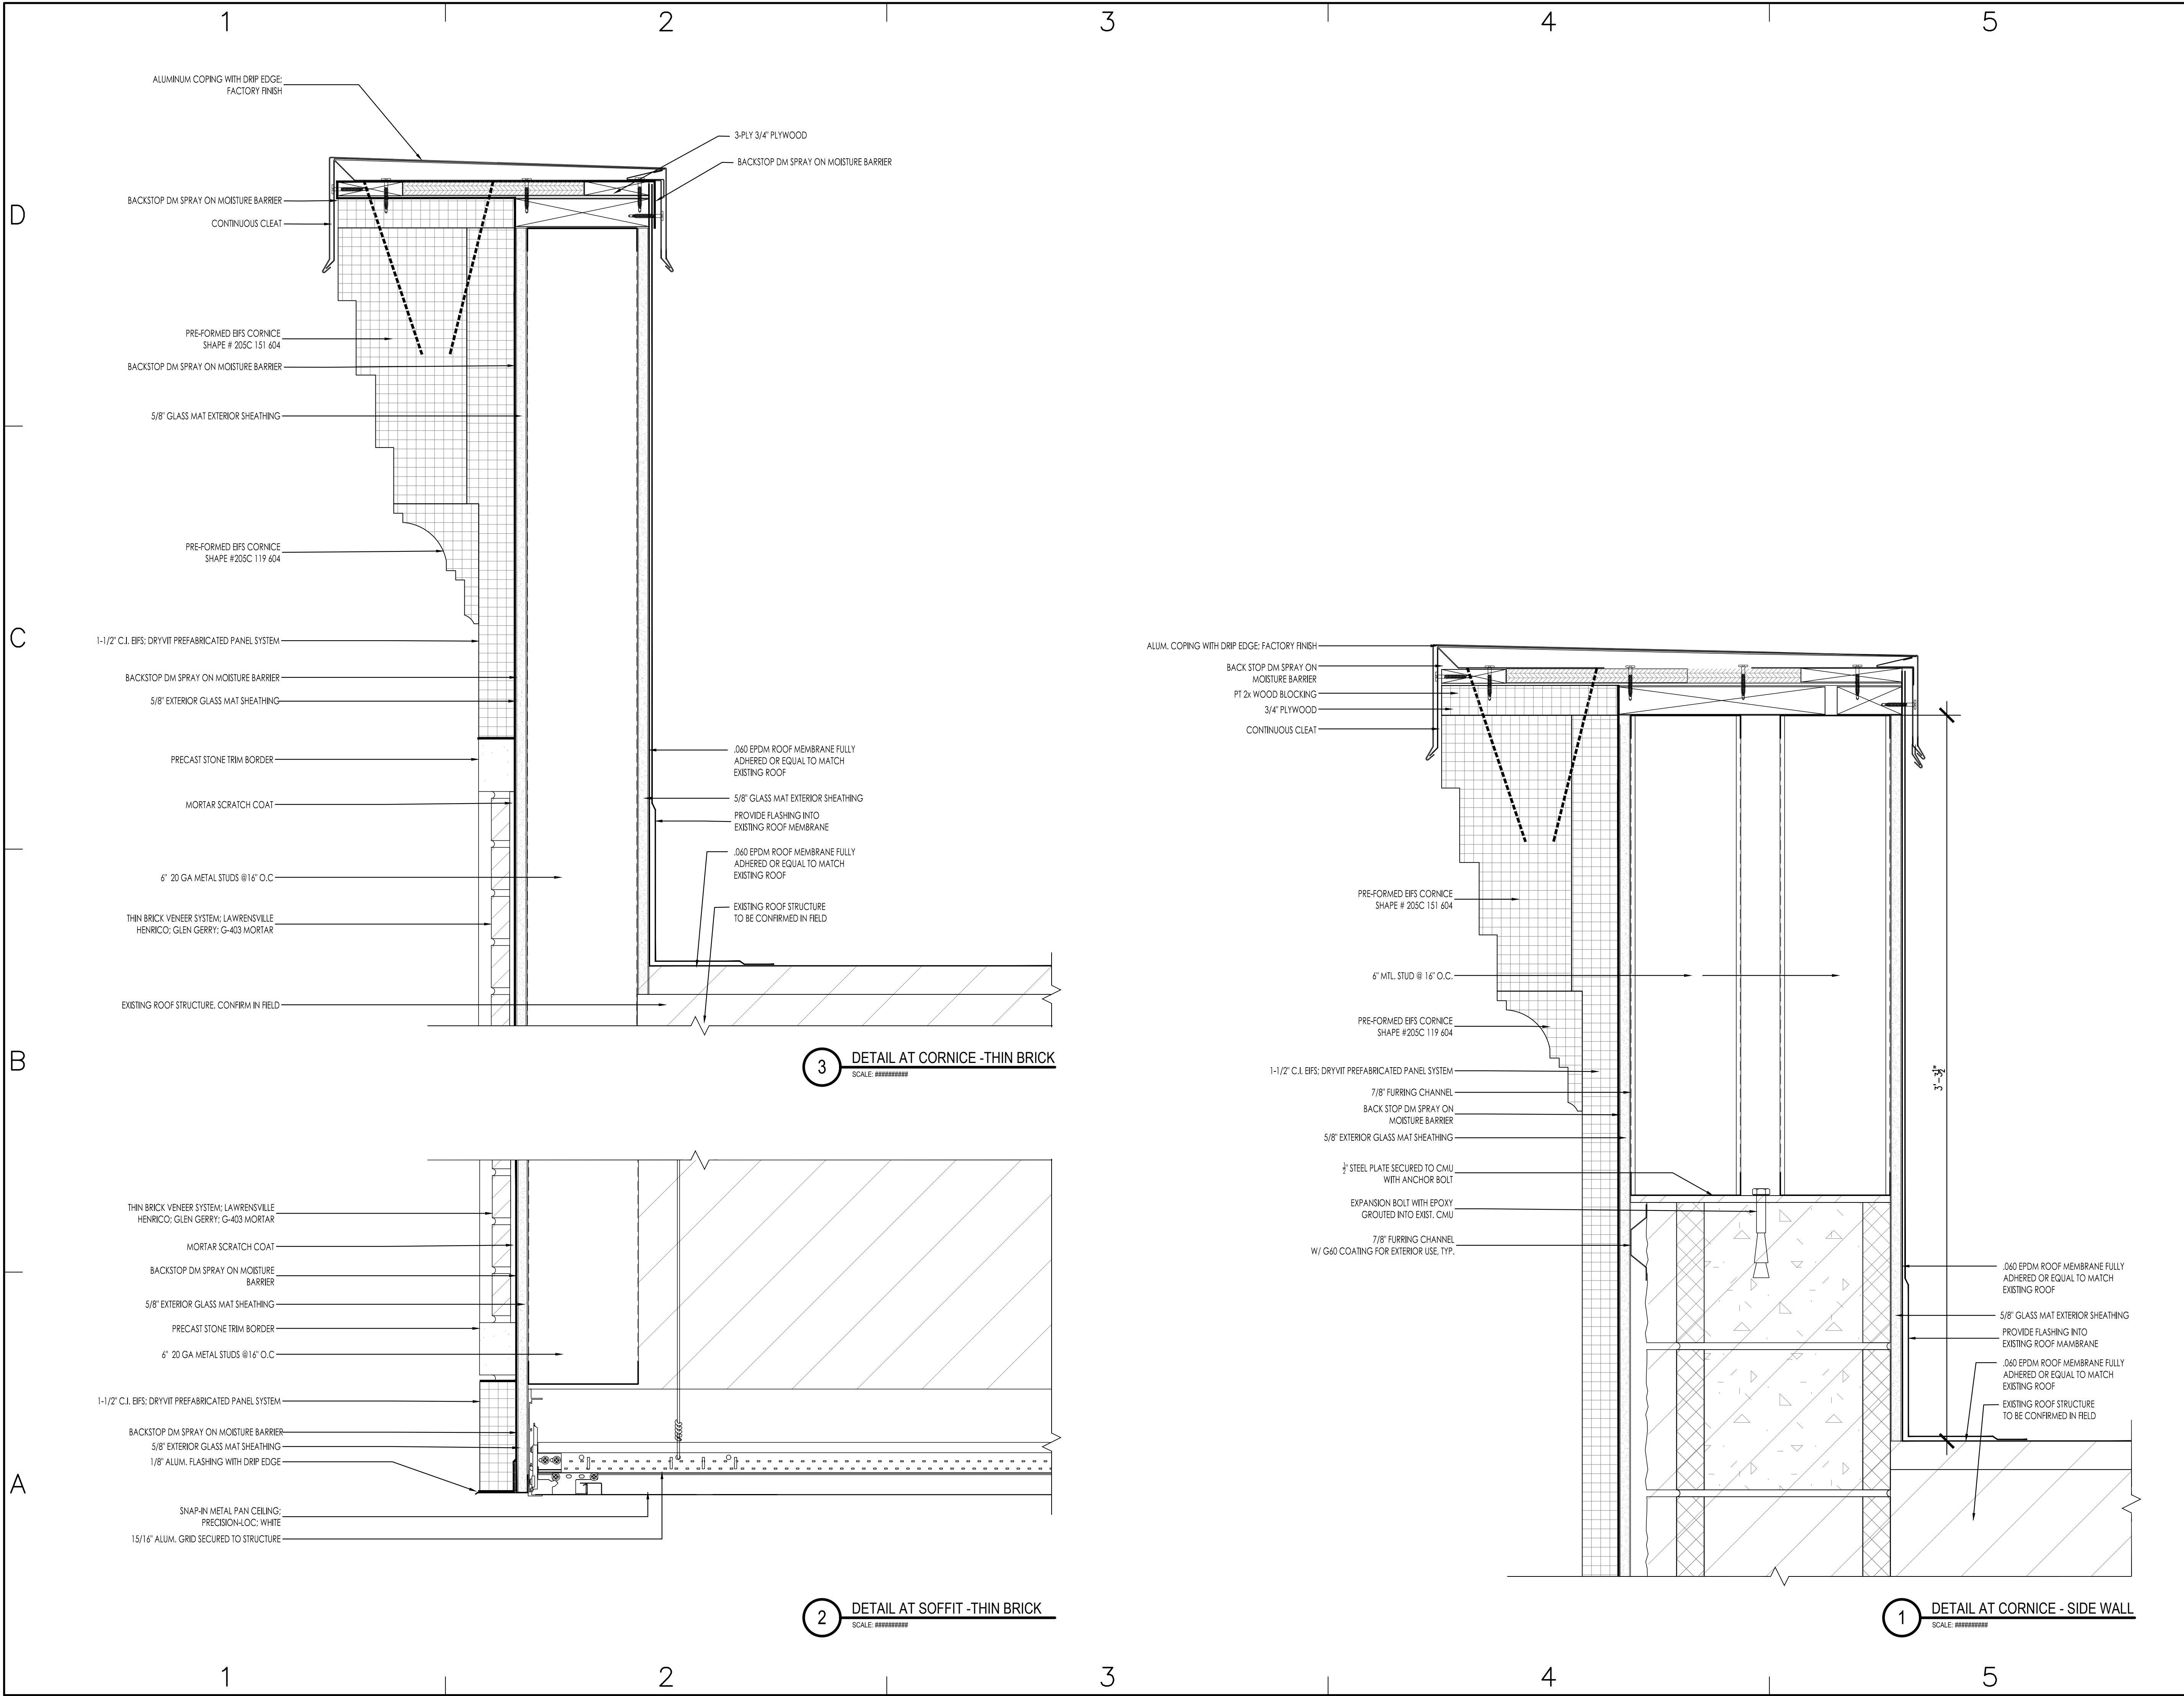 1 2 3 4 5
D
C
B
A
ALUMINUM COPING WITH DRIP EDGE;
FACTORY FINISH
3-PLY 3/4" PLYWOOD
BACKSTOP DM SPRAY ON MOISTURE BARRIER
BACKSTOP DM SPRAY ON MOISTURE BARRIER
CONTINUOUS CLEAT
PRE-FORMED EIFS CORNICE
SHAPE # 205C 151 604
BACKSTOP DM SPRAY ON MOISTURE BARRIER
5/8" GLASS MAT EXTERIOR SHEATHING
PRE-FORMED EIFS CORNICE
SHAPE #205C 119 604
1-1/2" C.I. EIFS; DRYVIT PREFABRICATED PANEL SYSTEM
BACKSTOP DM SPRAY ON MOISTURE BARRIER
5/8" EXTERIOR GLASS MAT SHEATHING
PRECAST STONE TRIM BORDER
MORTAR SCRATCH COAT
6" 20 GA METAL STUDS @16" O.C
THIN BRICK VENEER SYSTEM; LAWRENSVILLE
HENRICO; GLEN GERRY; G-403 MORTAR
EXISTING ROOF STRUCTURE. CONFIRM IN FIELD
.060 EPDM ROOF MEMBRANE FULLY
ADHERED OR EQUAL TO MATCH
EXISTING ROOF
5/8" GLASS MAT EXTERIOR SHEATHING
PROVIDE FLASHING INTO
EXISTING ROOF MEMBRANE
.060 EPDM ROOF MEMBRANE FULLY
ADHERED OR EQUAL TO MATCH
EXISTING ROOF
EXISTING ROOF STRUCTURE
TO BE CONFIRMED IN FIELD
3 DETAIL AT CORNICE -THIN BRICK
SCALE: ##########
THIN BRICK VENEER SYSTEM; LAWRENSVILLE
HENRICO; GLEN GERRY; G-403 MORTAR
MORTAR SCRATCH COAT
BACKSTOP DM SPRAY ON MOISTURE
BARRIER
5/8" EXTERIOR GLASS MAT SHEATHING
PRECAST STONE TRIM BORDER
6" 20 GA METAL STUDS @16" O.C
1-1/2" C.I. EIFS; DRYVIT PREFABRICATED PANEL SYSTEM
BACKSTOP DM SPRAY ON MOISTURE BARRIER
5/8" EXTERIOR GLASS MAT SHEATHING
1/8" ALUM. FLASHING WITH DRIP EDGE
SNAP-IN METAL PAN CEILING;
PRECISION-LOC; WHITE
15/16" ALUM. GRID SECURED TO STRUCTURE
2 DETAIL AT SOFFIT -THIN BRICK
SCALE: ##########
ALUM. COPING WITH DRIP EDGE; FACTORY FINISH
BACK STOP DM SPRAY ON
MOISTURE BARRIER
PT 2x WOOD BLOCKING
3/4" PLYWOOD
CONTINUOUS CLEAT
PRE-FORMED EIFS CORNICE
SHAPE # 205C 151 604
6" MTL. STUD @ 16" O.C.
PRE-FORMED EIFS CORNICE
SHAPE #205C 119 604
1-1/2" C.I. EIFS; DRYVIT PREFABRICATED PANEL SYSTEM
7/8" FURRING CHANNEL
BACK STOP DM SPRAY ON
MOISTURE BARRIER
5/8" EXTERIOR GLASS MAT SHEATHING
1/2" STEEL PLATE SECURED TO CMU
WITH ANCHOR BOLT
EXPANSION BOLT WITH EPOXY
GROUTED INTO EXIST. CMU
7/8" FURRING CHANNEL
W/ G60 COATING FOR EXTERIOR USE, TYP.
3'-3 1/2"
.060 EPDM ROOF MEMBRANE FULLY
ADHERED OR EQUAL TO MATCH
EXISTING ROOF
5/8" GLASS MAT EXTERIOR SHEATHING
PROVIDE FLASHING INTO
EXISTING ROOF MAMBRANE
.060 EPDM ROOF MEMBRANE FULLY
ADHERED OR EQUAL TO MATCH
EXISTING ROOF
EXISTING ROOF STRUCTURE
TO BE CONFIRMED IN FIELD
1 DETAIL AT CORNICE - SIDE WALL
SCALE: ##########
1 2 3 4 5